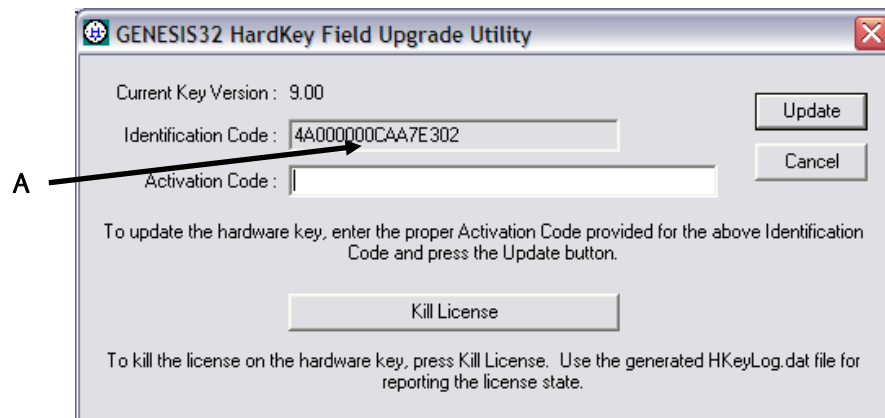 GENESIS32 HardKey Field Upgrade Utility
Current Key Version : 9.00
Update
Identification Code : 4A000000CAA7E302
Cancel
A
Activation Code :
To update the hardware key, enter the proper Activation Code provided for the above Identification
Code and press the Update button.
Kill License
To kill the license on the hardware key, press Kill License. Use the generated HKeyLog.dat file for
reporting the license state.